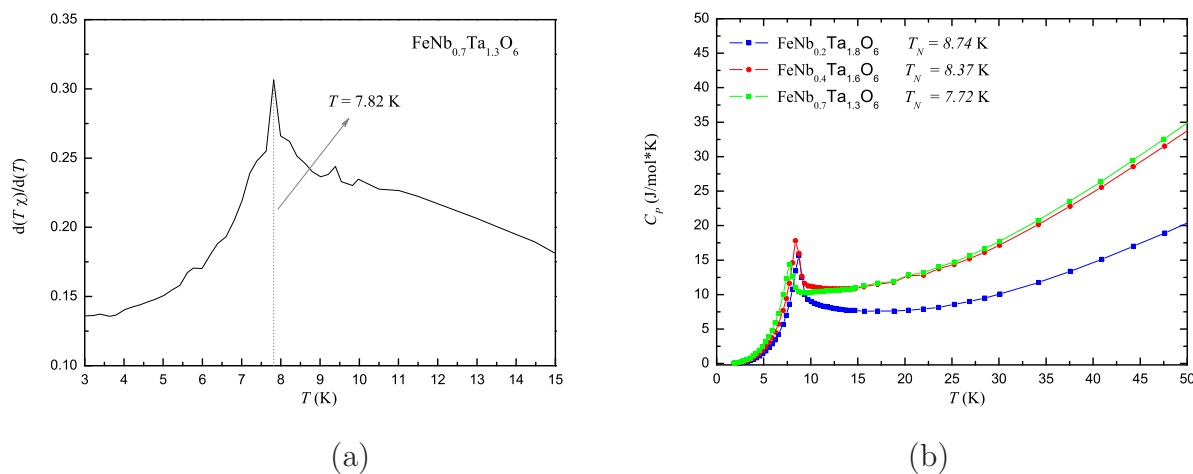 0.35
0.30
0.25
0.20
0.15
0.10
d(T χ)/d(T)
FeNb0.7Ta1.3O6
T = 7.82 K
3 4 5 6 7 8 9 10 11 12 13 14 15
T (K)
(a)
50
45
40
35
30
25
20
15
10
5
0
CP (J/mol*K)
FeNb0.2Ta1.8O6 TN = 8.74 K
FeNb0.4Ta1.6O6 TN = 8.37 K
FeNb0.7Ta1.3O6 TN = 7.72 K
0 5 10 15 20 25 30 35 40 45 50
T (K)
(b)